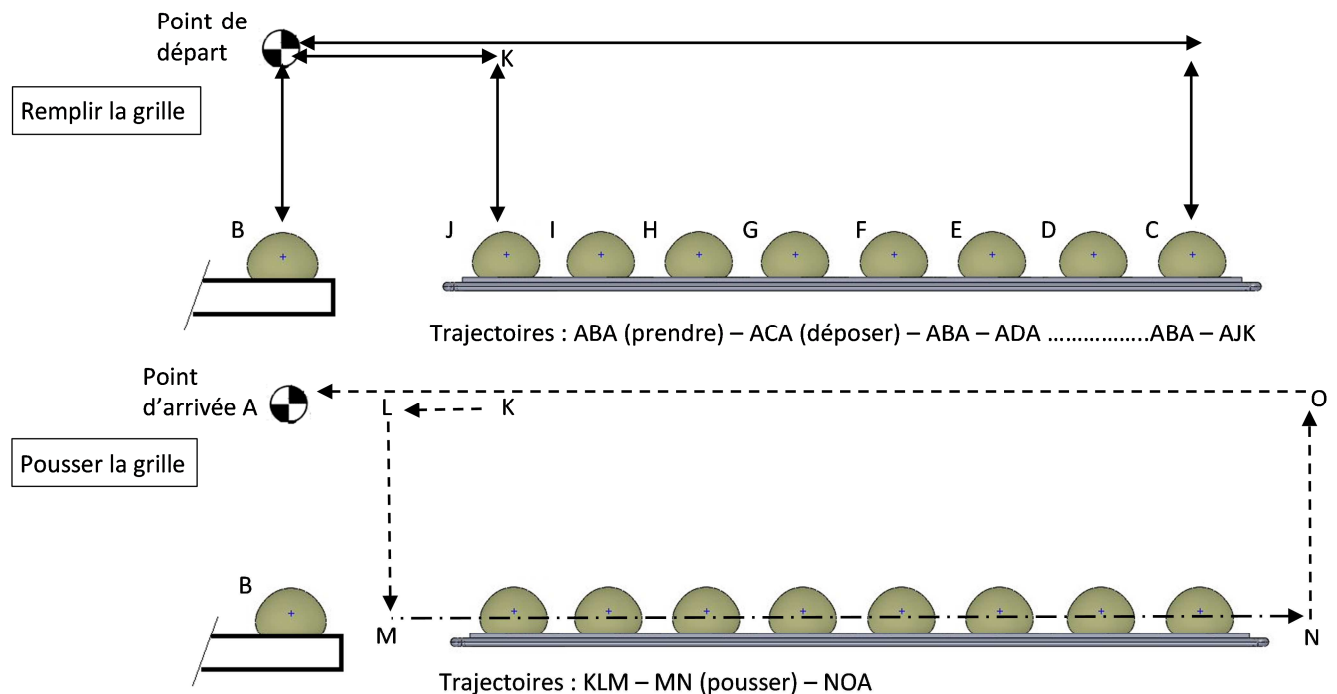 Point de
départ
K
Remplir la grille
B
J
I
H
G
F
E
D
C
Trajectoires : ABA (prendre) – ACA (déposer) – ABA – ADA ……………..ABA – AJK
Point
d’arrivée A
L
K
O
Pousser la grille
B
M
N
Trajectoires : KLM – MN (pousser) – NOA